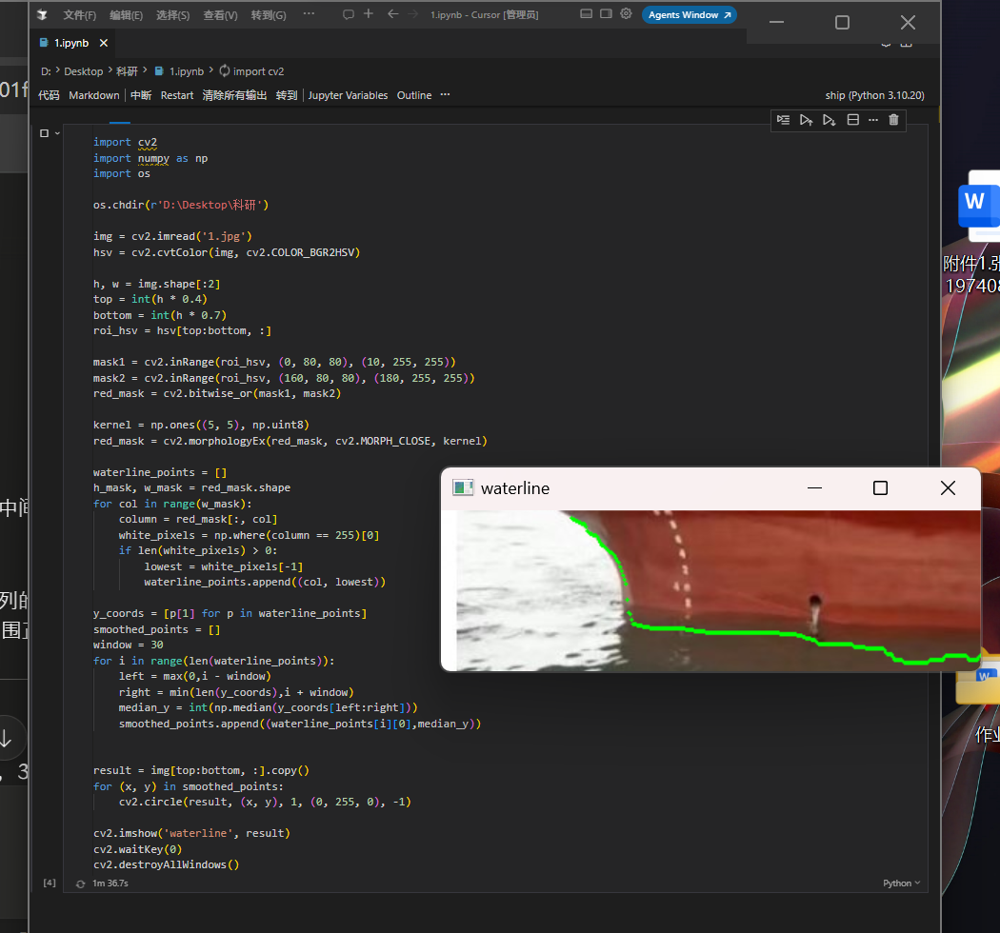 文件(F) 编辑(E) 选择(S) 查看(V) 转到(G) ··· 1.ipynb - Cursor [管理员] Agents Window ↗
1.ipynb ×
01f
D: > Desktop > 科研 > 1.ipynb > import cv2
代码 Markdown | 中断 Restart 清除所有输出 转到 | Jupyter Variables Outline ··· ship (Python 3.10.20)
import cv2
import numpy as np
import os
os.chdir(r'D:\Desktop\科研')
img = cv2.imread('1.jpg')
hsv = cv2.cvtColor(img, cv2.COLOR_BGR2HSV)
h, w = img.shape[:2]
top = int(h * 0.4)
bottom = int(h * 0.7)
roi_hsv = hsv[top:bottom, :]
mask1 = cv2.inRange(roi_hsv, (0, 80, 80), (10, 255, 255))
mask2 = cv2.inRange(roi_hsv, (160, 80, 80), (180, 255, 255))
red_mask = cv2.bitwise_or(mask1, mask2)
kernel = np.ones((5, 5), np.uint8)
red_mask = cv2.morphologyEx(red_mask, cv2.MORPH_CLOSE, kernel)
waterline_points = []
h_mask, w_mask = red_mask.shape
for col in range(w_mask):
    column = red_mask[:, col]
    white_pixels = np.where(column == 255)[0]
    if len(white_pixels) > 0:
        lowest = white_pixels[-1]
        waterline_points.append((col, lowest))
y_coords = [p[1] for p in waterline_points]
smoothed_points = []
window = 30
for i in range(len(waterline_points)):
    left = max(0,i - window)
    right = min(len(y_coords),i + window)
    median_y = int(np.median(y_coords[left:right]))
    smoothed_points.append((waterline_points[i][0],median_y))
result = img[top:bottom, :].copy()
for (x, y) in smoothed_points:
    cv2.circle(result, (x, y), 1, (0, 255, 0), -1)
cv2.imshow('waterline', result)
cv2.waitKey(0)
cv2.destroyAllWindows()
[4] 1m 36.7s Python
waterline
中间
列的
围
, 3
W
附件1.张
197408
W
作业